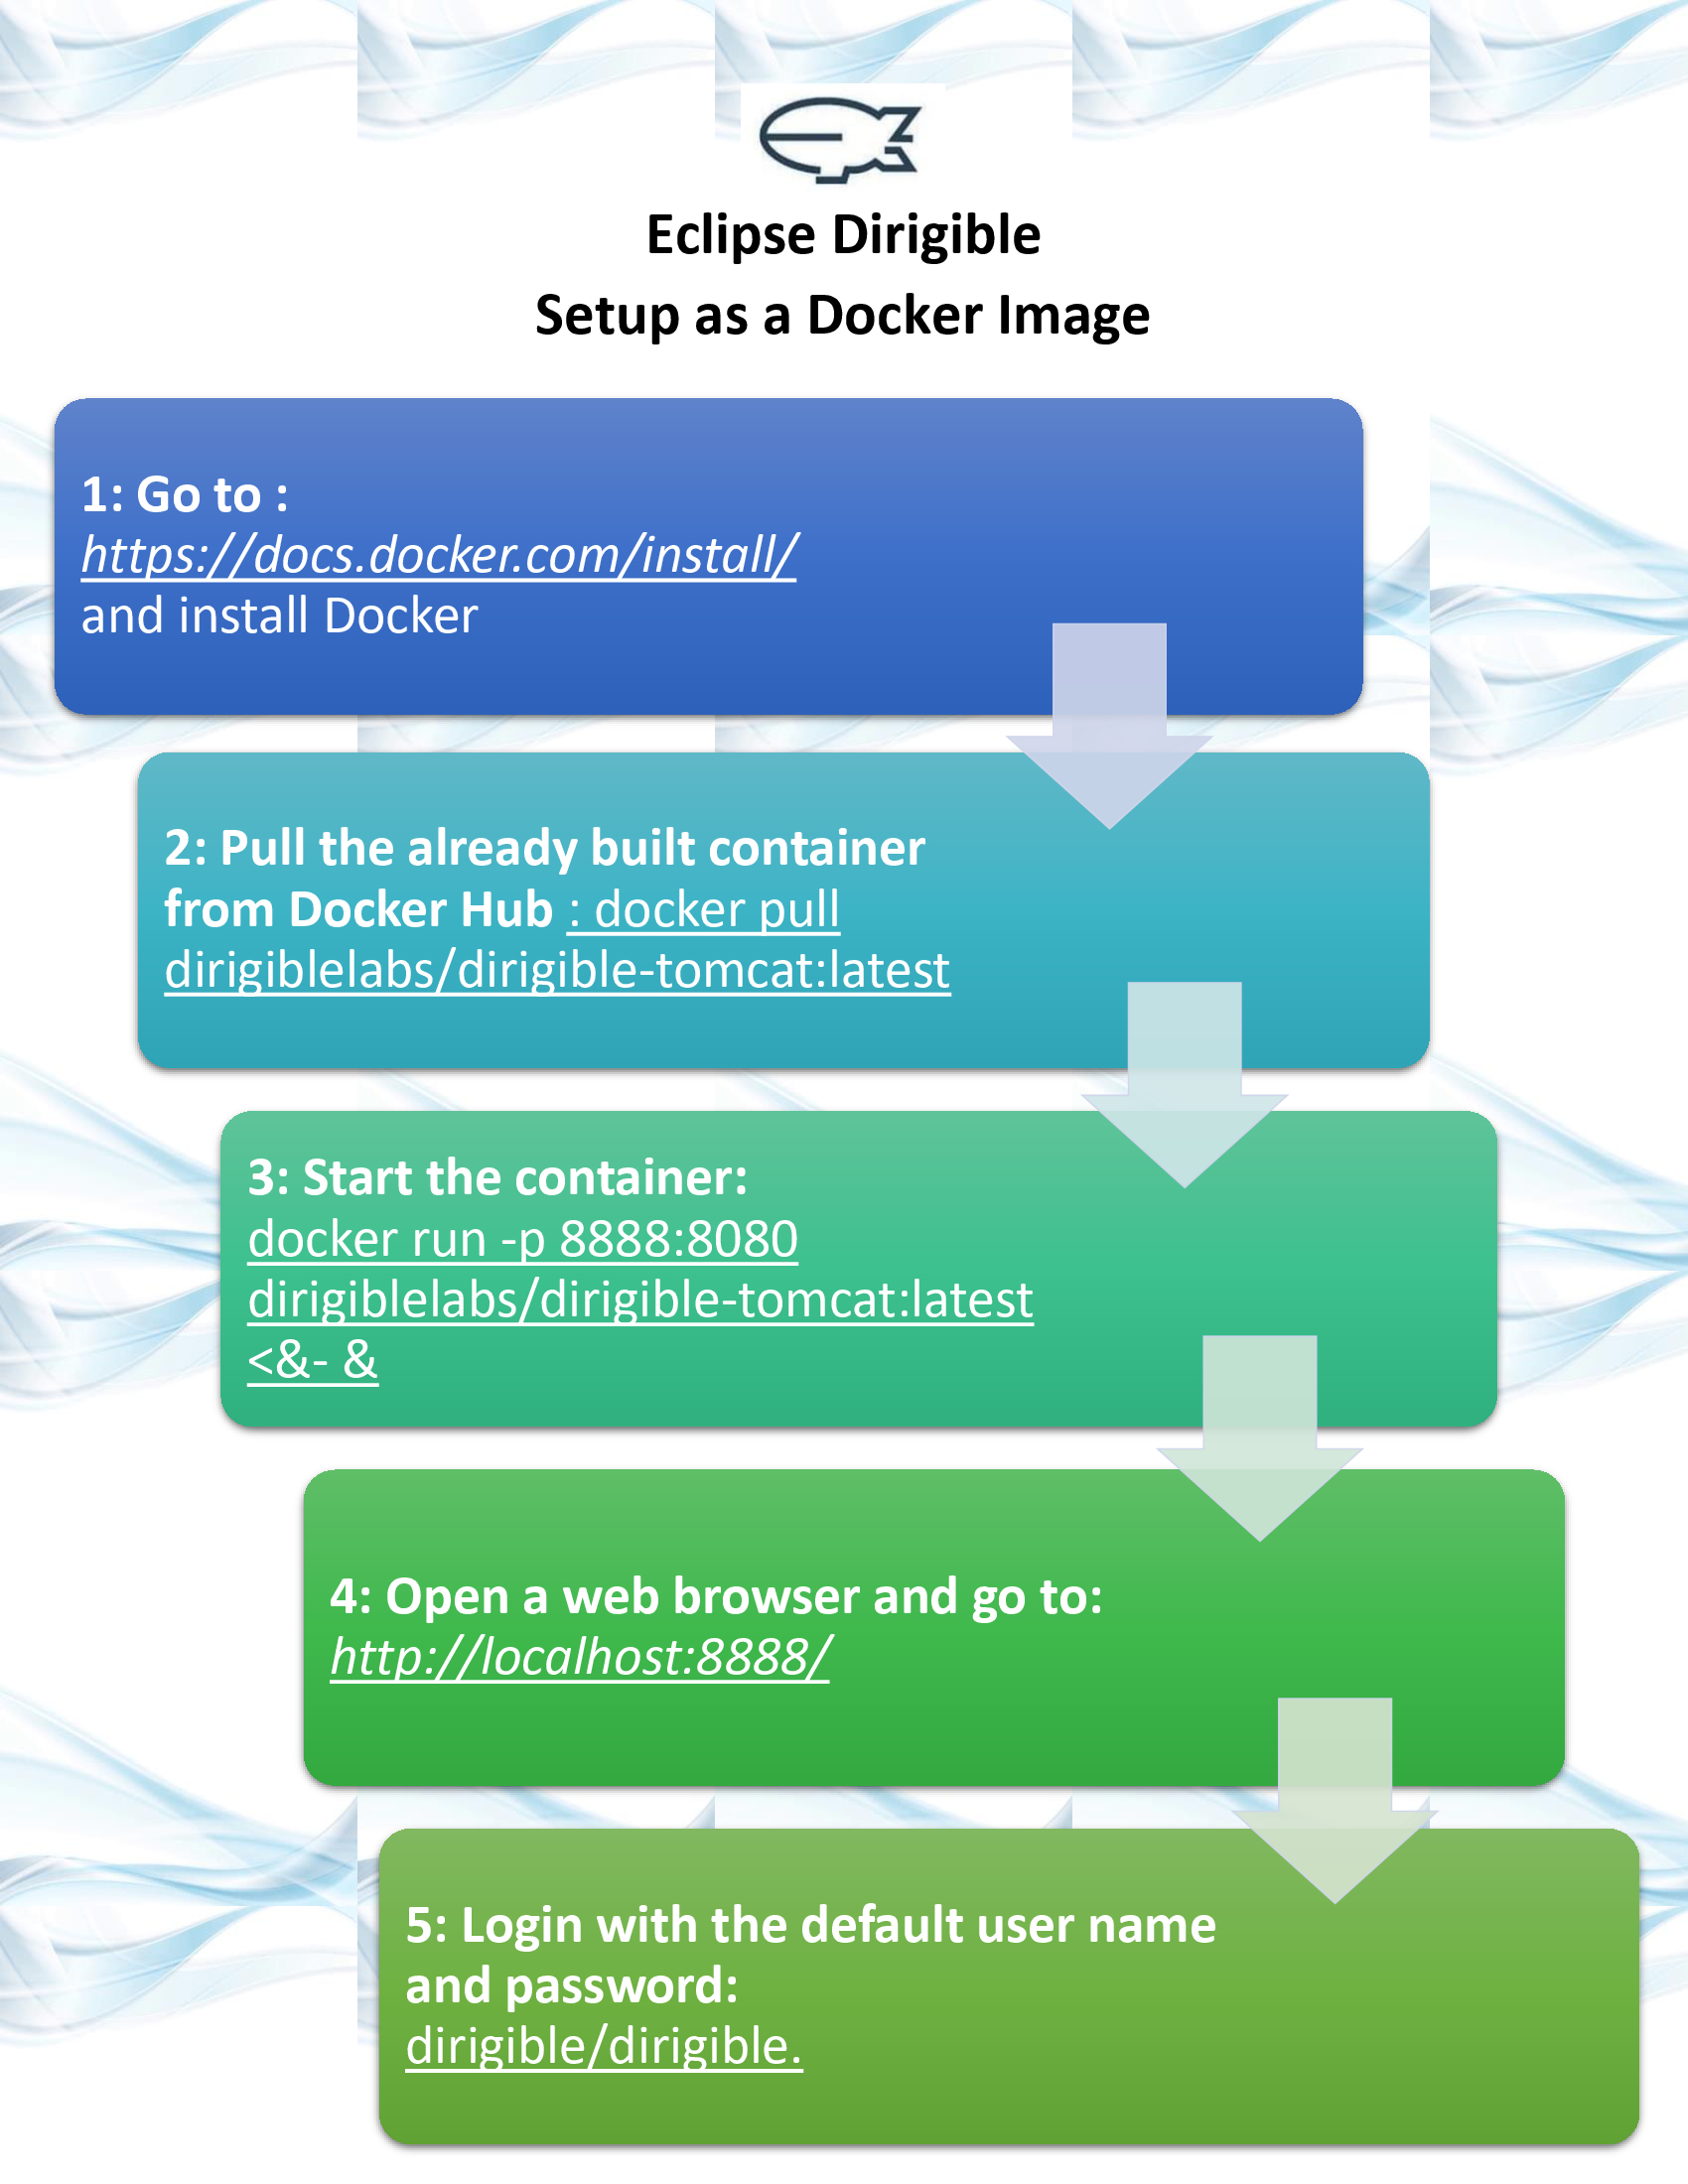 Eclipse Dirigible
Setup as a Docker Image
1: Go to :
https://docs.docker.com/install/
and install Docker
2: Pull the already built container
from Docker Hub : docker pull
dirigiblelabs/dirigible-tomcat:latest
3: Start the container:
docker run -p 8888:8080
dirigiblelabs/dirigible-tomcat:latest
<&- &
4: Open a web browser and go to:
http://localhost:8888/
5: Login with the default user name
and password:
dirigible/dirigible.